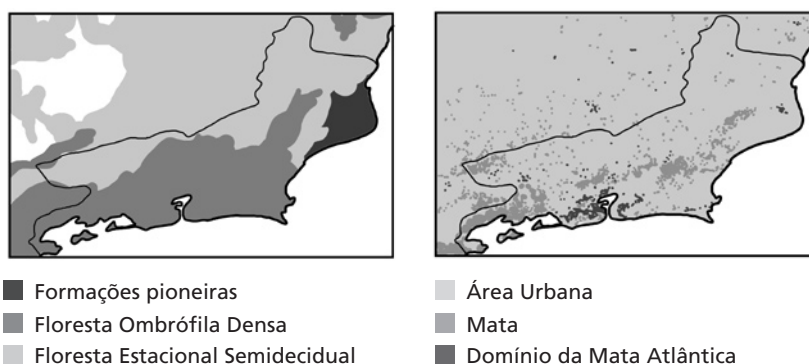 Formações pioneiras
Floresta Ombrófila Densa
Floresta Estacional Semidecidual
Área Urbana
Mata
Domínio da Mata Atlântica